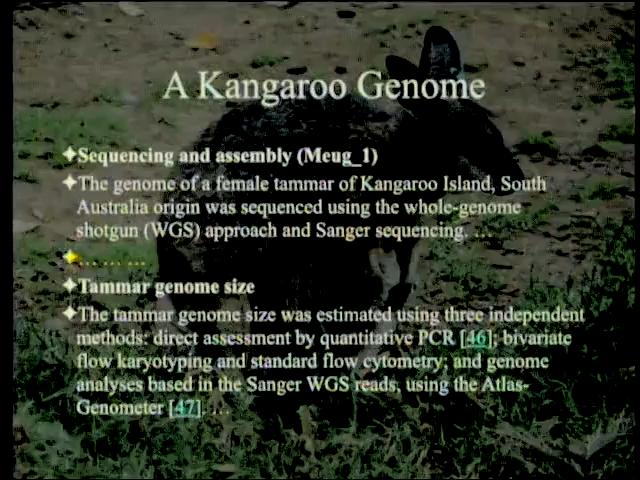 A Kangaroo Genome
✦Sequencing and assembly (Meug_1)
✦The genome of a female tammar of Kangaroo Island, South
Australia origin was sequenced using the whole-genome
shotgun (WGS) approach and Sanger sequencing. …
✦… … …
✦Tammar genome size
✦The tammar genome size was estimated using three independent
methods: direct assessment by quantitative PCR [46]; bivariate
flow karyotyping and standard flow cytometry; and genome
analyses based in the Sanger WGS reads, using the Atlas-
Genometer [47]. …